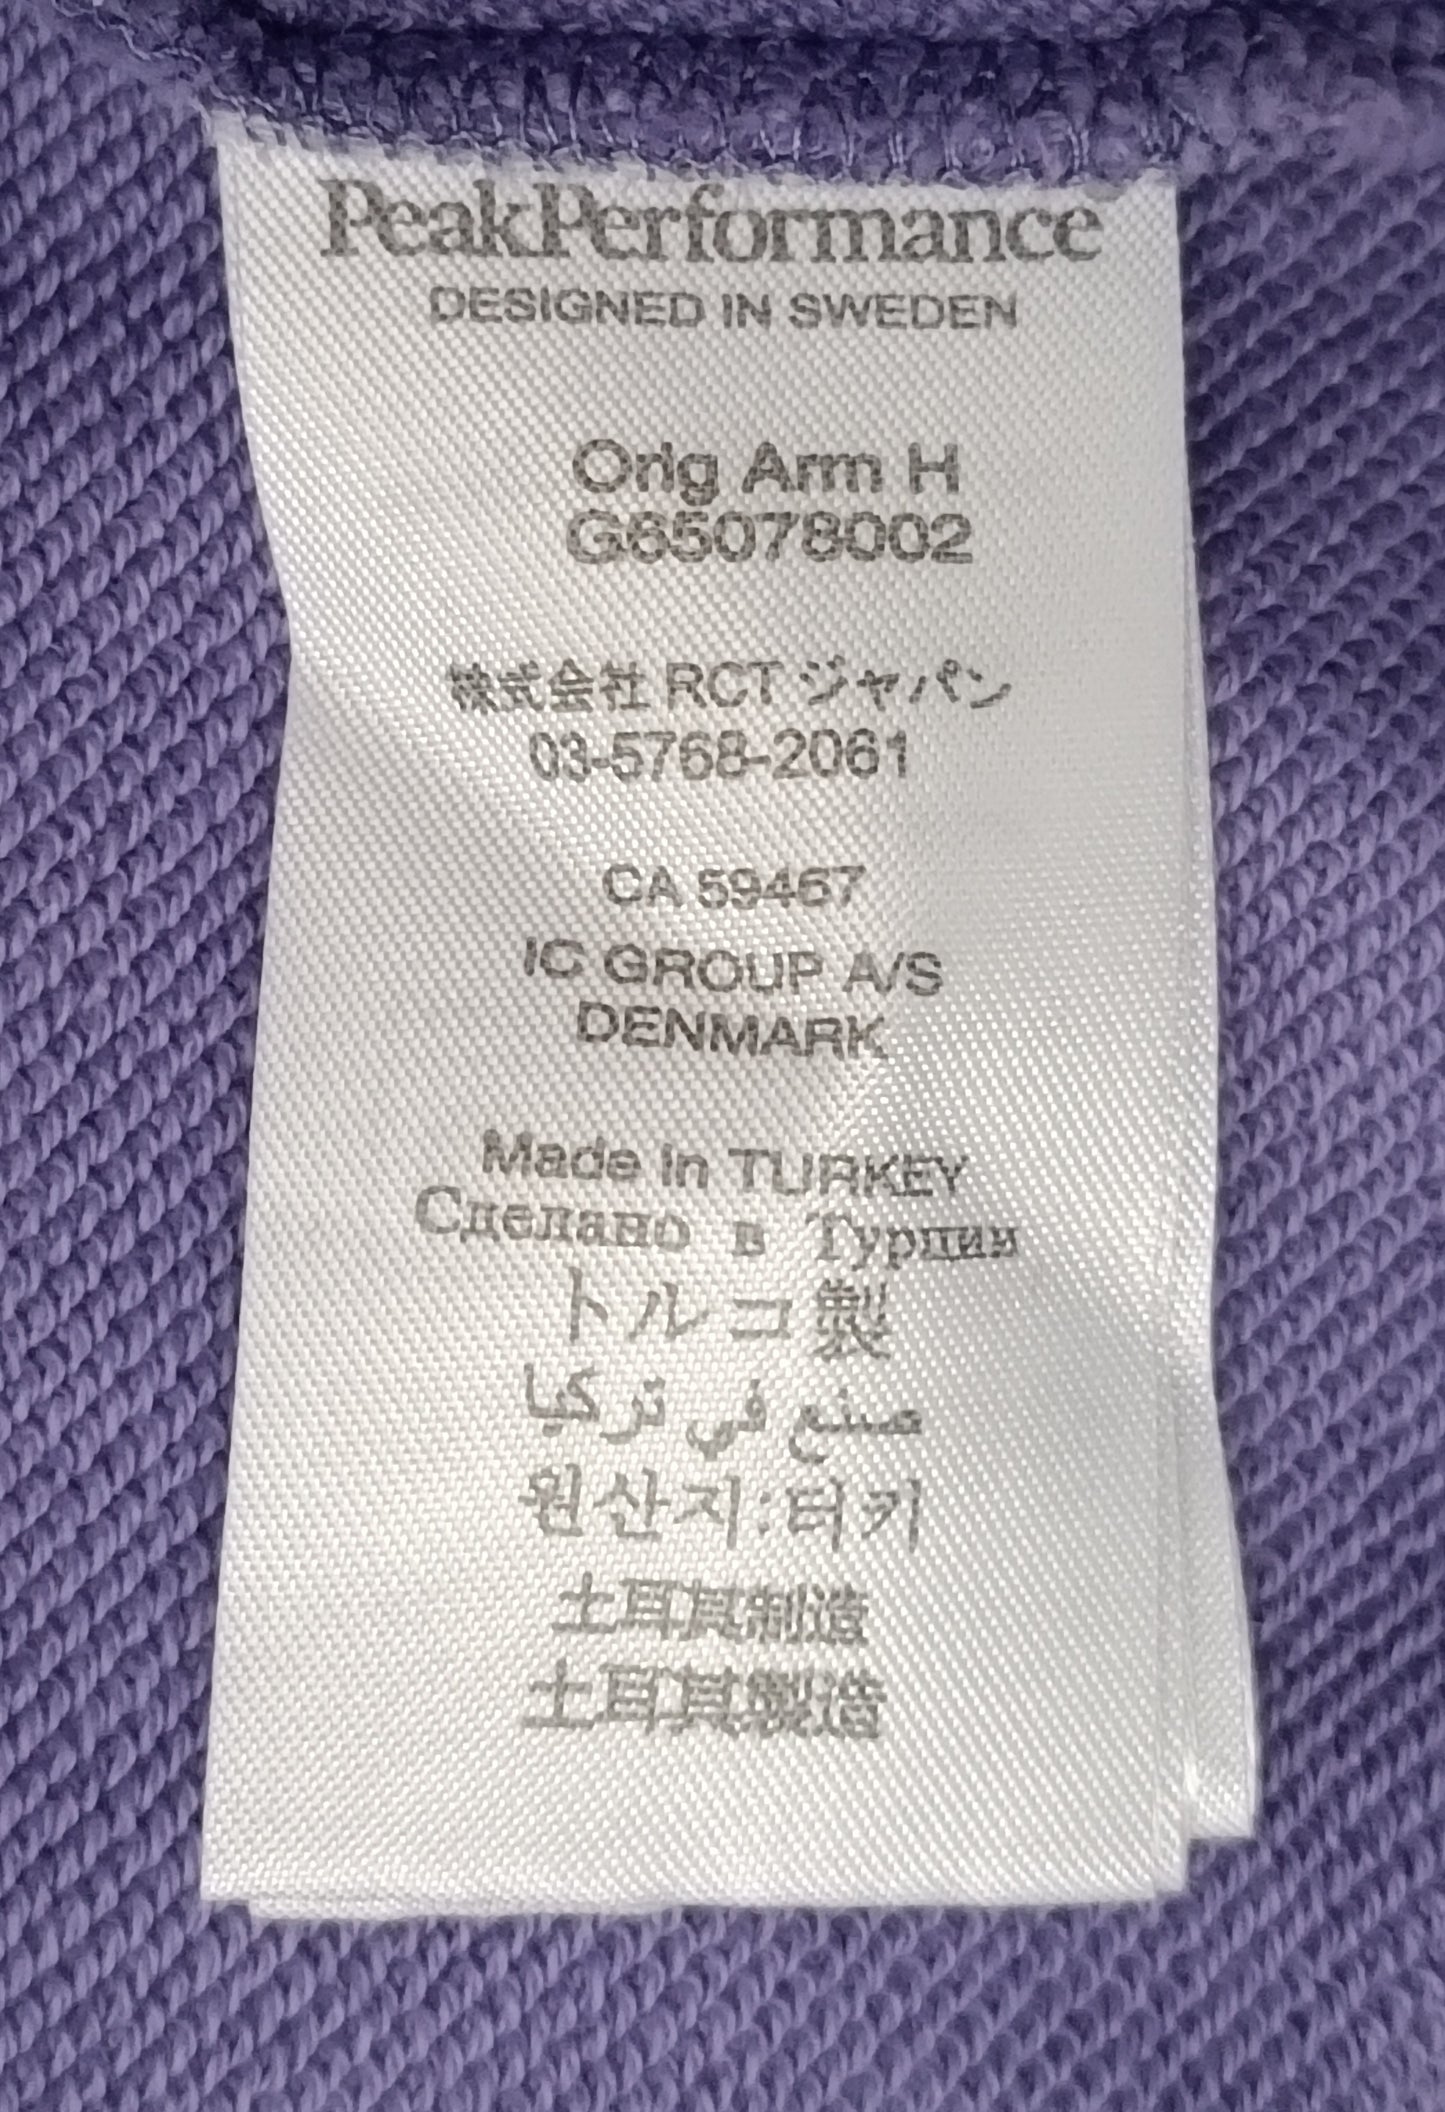 PeakPerformance
DESIGNED IN SWEDEN
Orig Arm H
G65078002
株式会社 RCT ジャパン
03-5768-2061
CA 59467
IC GROUP A/S
DENMARK
Made in TURKEY
Сделано в Турции
トルコ製
صنع في تركيا
원산지:터키
土耳其制造
土耳其製造